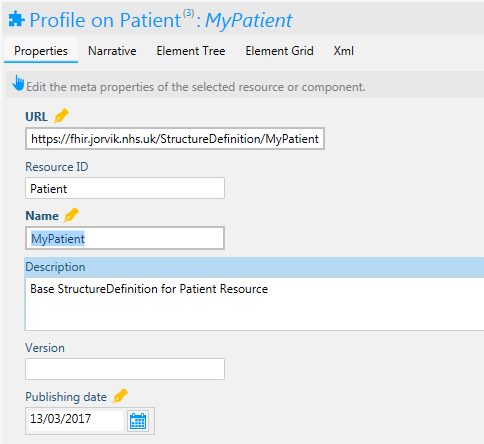 Profile on Patient(3): MyPatient
Properties Narrative Element Tree Element Grid Xml
Edit the meta properties of the selected resource or component.
URL
https://fhir.jorvik.nhs.uk/StructureDefinition/MyPatient
Resource ID
Patient
Name
MyPatient
Description
Base StructureDefinition for Patient Resource
Version
Publishing date
13/03/2017